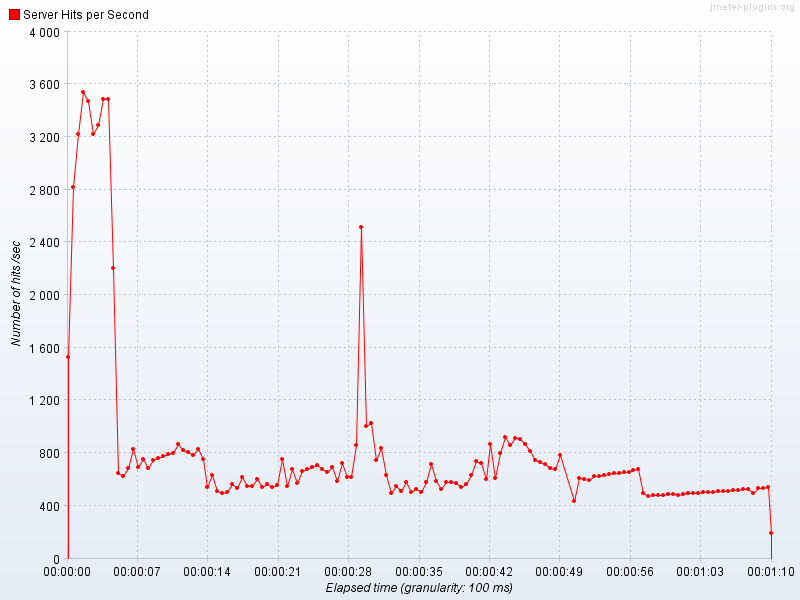 jmeter-plugins.org
Server Hits per Second
4 000
3 600
3 200
2 800
2 400
2 000
1 600
1 200
800
400
0
Number of hits /sec
00:00:00 00:00:07 00:00:14 00:00:21 00:00:28 00:00:35 00:00:42 00:00:49 00:00:56 00:01:03 00:01:10
Elapsed time (granularity: 100 ms)